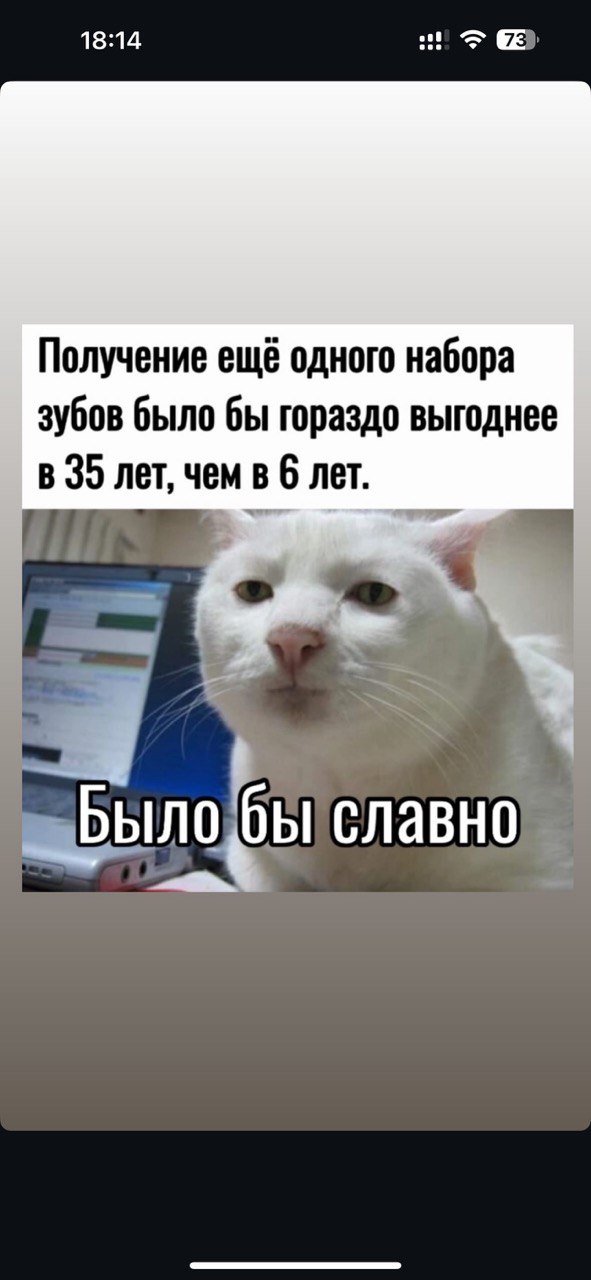 18:14
73
Получение ещё одного набора
зубов было бы гораздо выгоднее
в 35 лет, чем в 6 лет.
Было бы славно